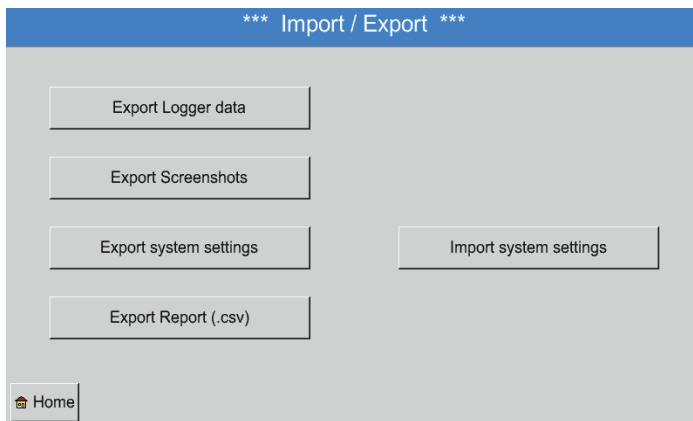 *** Import / Export ***
Export Logger data
Export Screenshots
Export system settings
Import system settings
Export Report (.csv)
Home